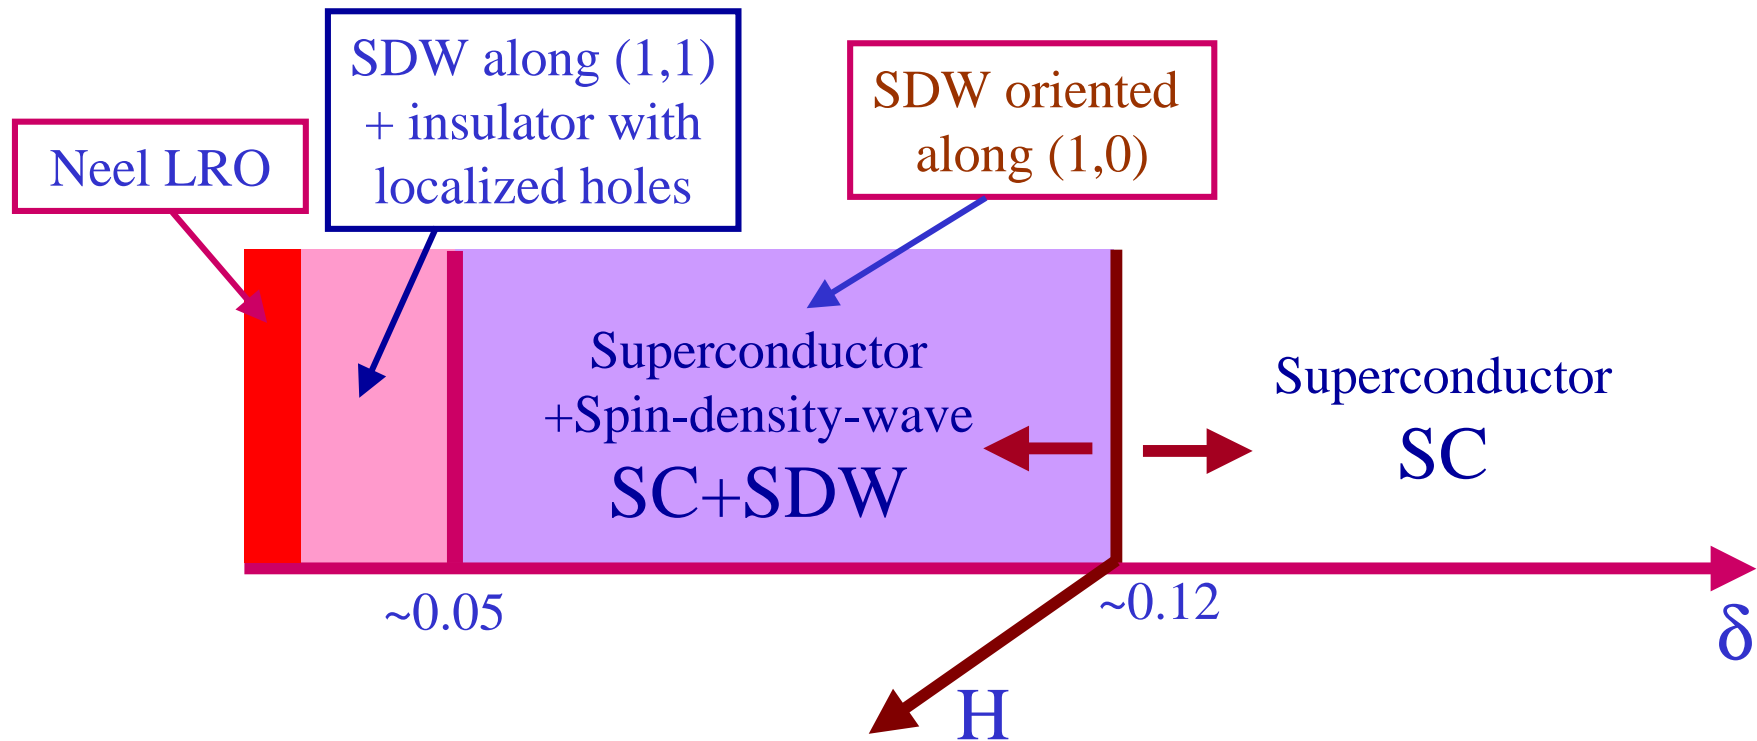 Neel LRO
SDW along (1,1)
+ insulator with
localized holes
SDW oriented
along (1,0)
Superconductor
+Spin-density-wave
SC+SDW
Superconductor
SC
~0.05
~0.12
δ
H